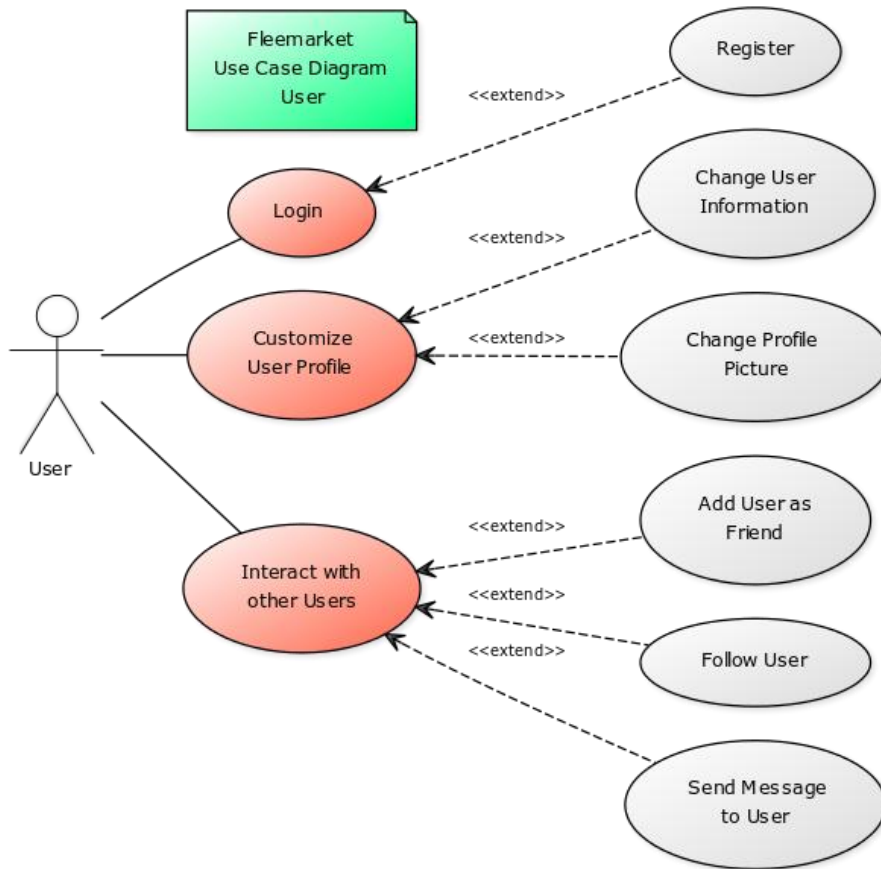 Fleemarket
Use Case Diagram
User
Register
<<extend>>
Change User
Information
Login
<<extend>>
Customize
User Profile
<<extend>>
Change Profile
Picture
User
Add User as
Friend
<<extend>>
Interact with
other Users
<<extend>>
Follow User
<<extend>>
Send Message
to User